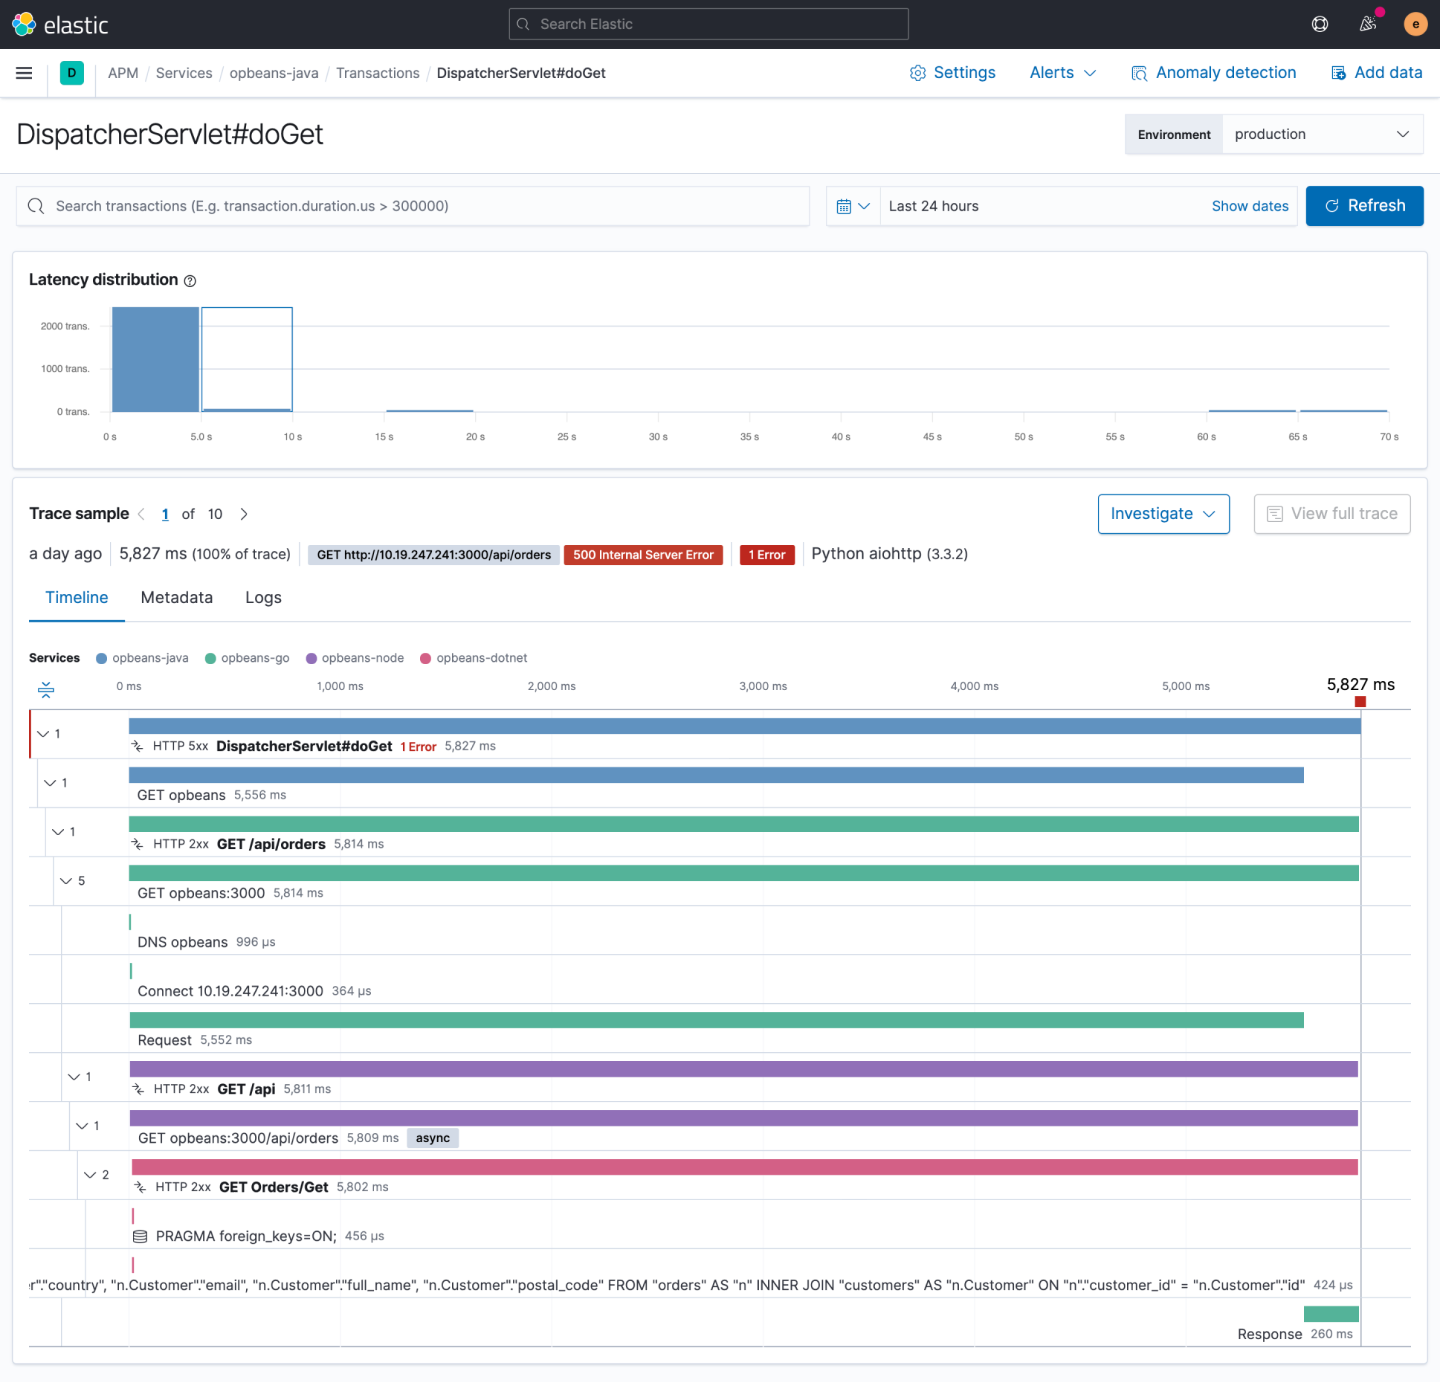 elastic
Search Elastic
e
D
APM / Services / opbeans-java / Transactions / DispatcherServlet#doGet
Settings
Alerts
Anomaly detection
Add data
DispatcherServlet#doGet
Environment
production
Search transactions (E.g. transaction.duration.us > 300000)
Last 24 hours
Show dates
Refresh
Latency distribution
2000 trans.
1000 trans.
0 trans.
0 s 5.0 s 10 s 15 s 20 s 25 s 30 s 35 s 40 s 45 s 50 s 55 s 60 s 65 s 70 s
Trace sample 1 of 10
Investigate
View full trace
a day ago 5,827 ms (100% of trace) GET http://10.19.247.241:3000/api/orders 500 Internal Server Error 1 Error Python aiohttp (3.3.2)
Timeline Metadata Logs
Services opbeans-java opbeans-go opbeans-node opbeans-dotnet
0 ms 1,000 ms 2,000 ms 3,000 ms 4,000 ms 5,000 ms 5,827 ms
1
HTTP 5xx DispatcherServlet#doGet 1 Error 5,827 ms
1
GET opbeans 5,556 ms
1
HTTP 2xx GET /api/orders 5,814 ms
5
GET opbeans:3000 5,814 ms
DNS opbeans 996 μs
Connect 10.19.247.241:3000 364 μs
Request 5,552 ms
1
HTTP 2xx GET /api 5,811 ms
1
GET opbeans:3000/api/orders 5,809 ms async
2
HTTP 2xx GET Orders/Get 5,802 ms
PRAGMA foreign_keys=ON; 456 μs
r"."country", "n.Customer"."email", "n.Customer"."full_name", "n.Customer"."postal_code" FROM "orders" AS "n" INNER JOIN "customers" AS "n.Customer" ON "n"."customer_id" = "n.Customer"."id" 424 μs
Response 260 ms